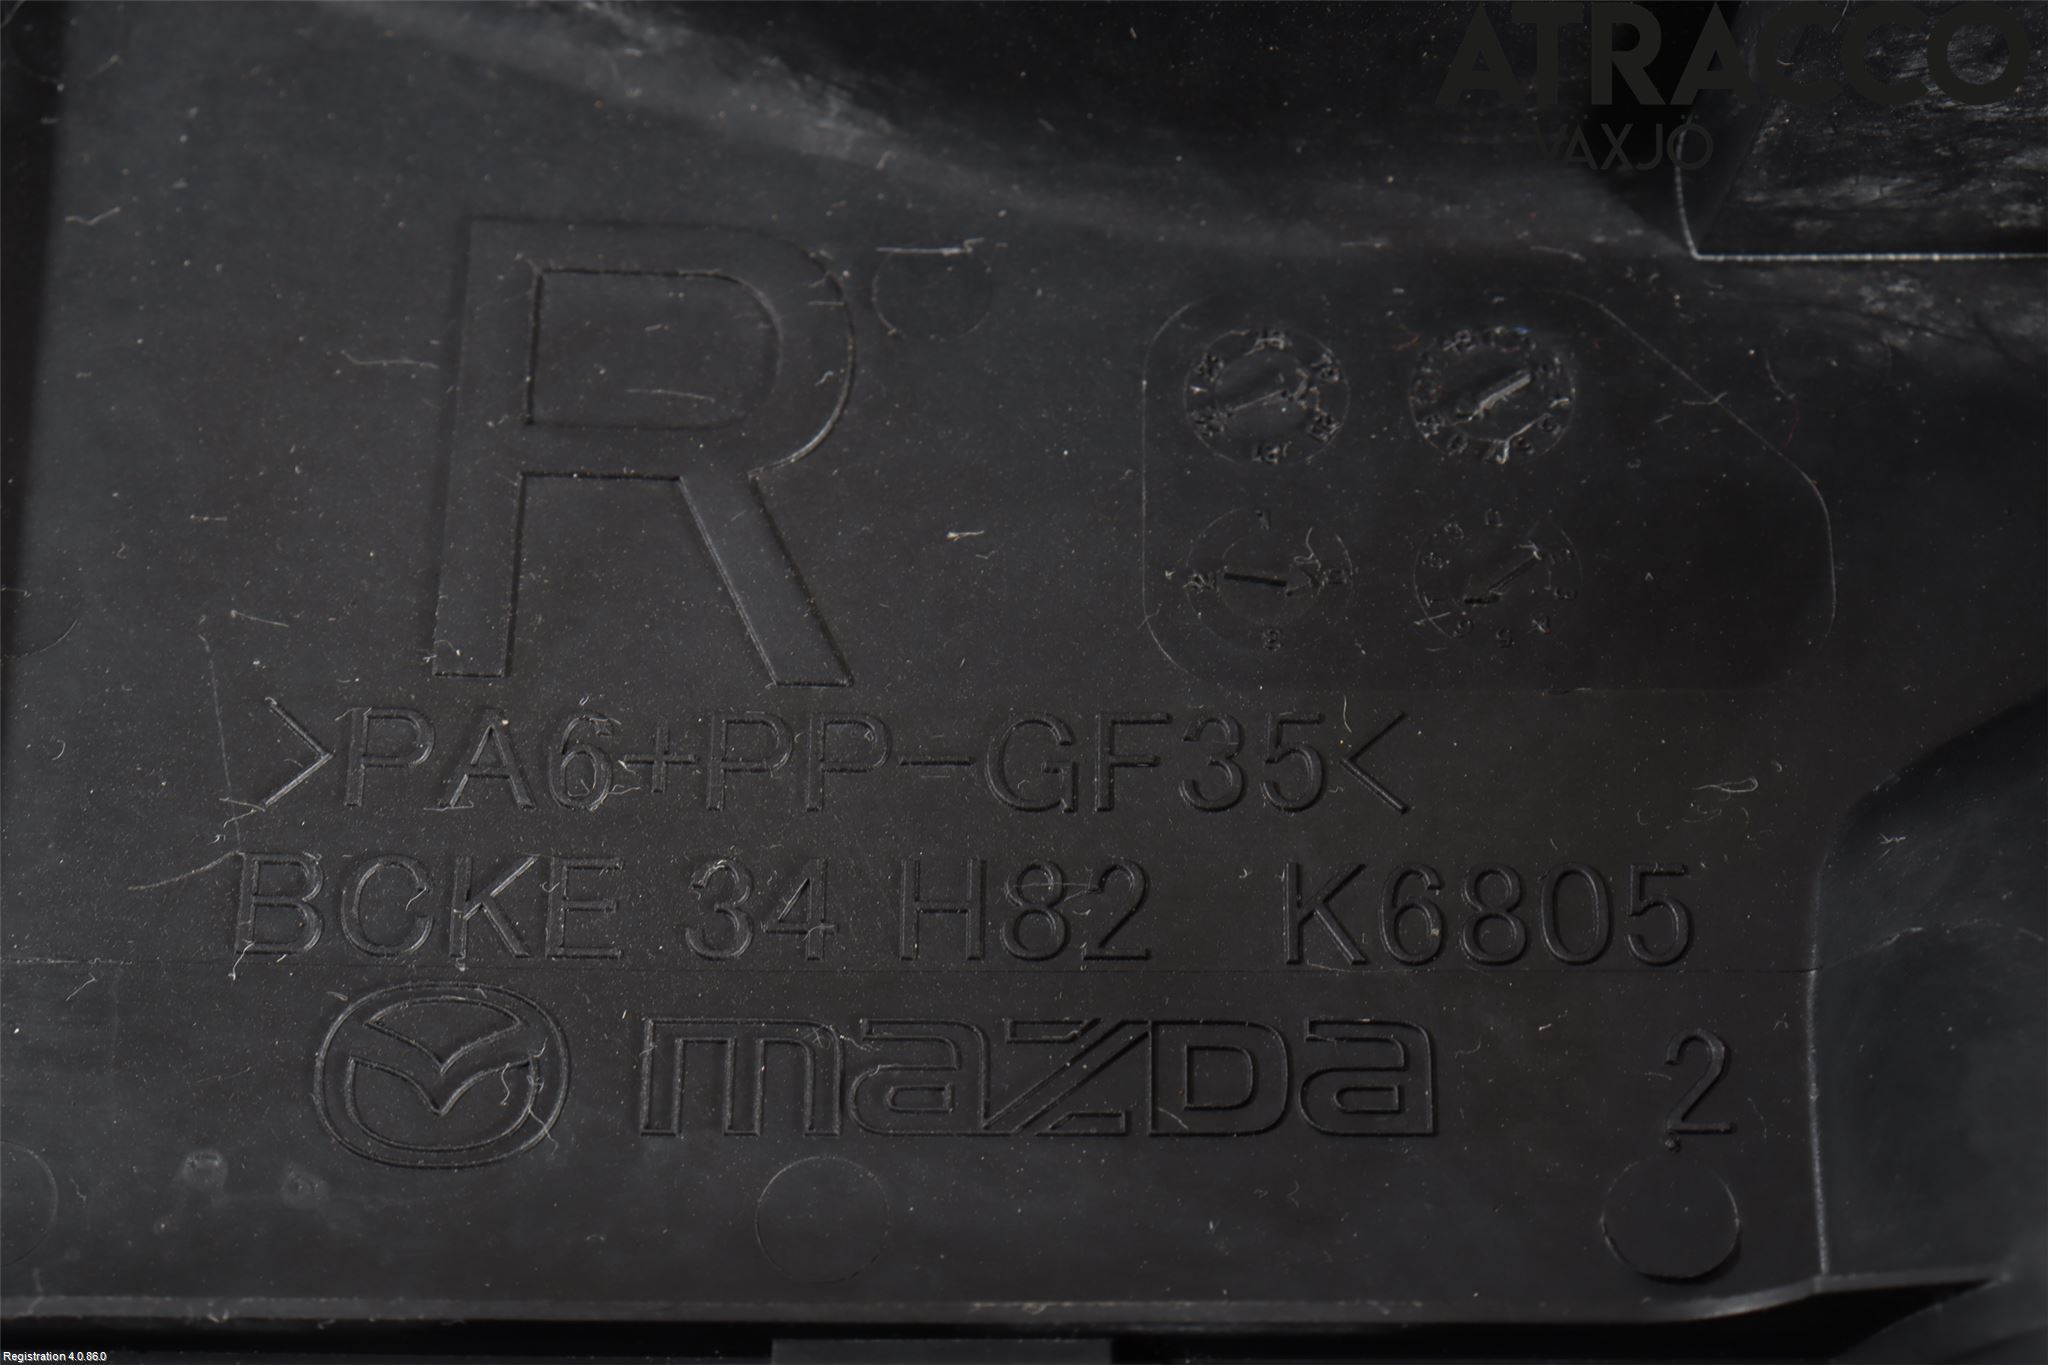 ATRACCO
VÄXJÖ
R
>PA6+PP-GF35<
BCKE 34 H82 K6805
mazda 2
Registration 4.0.86.0